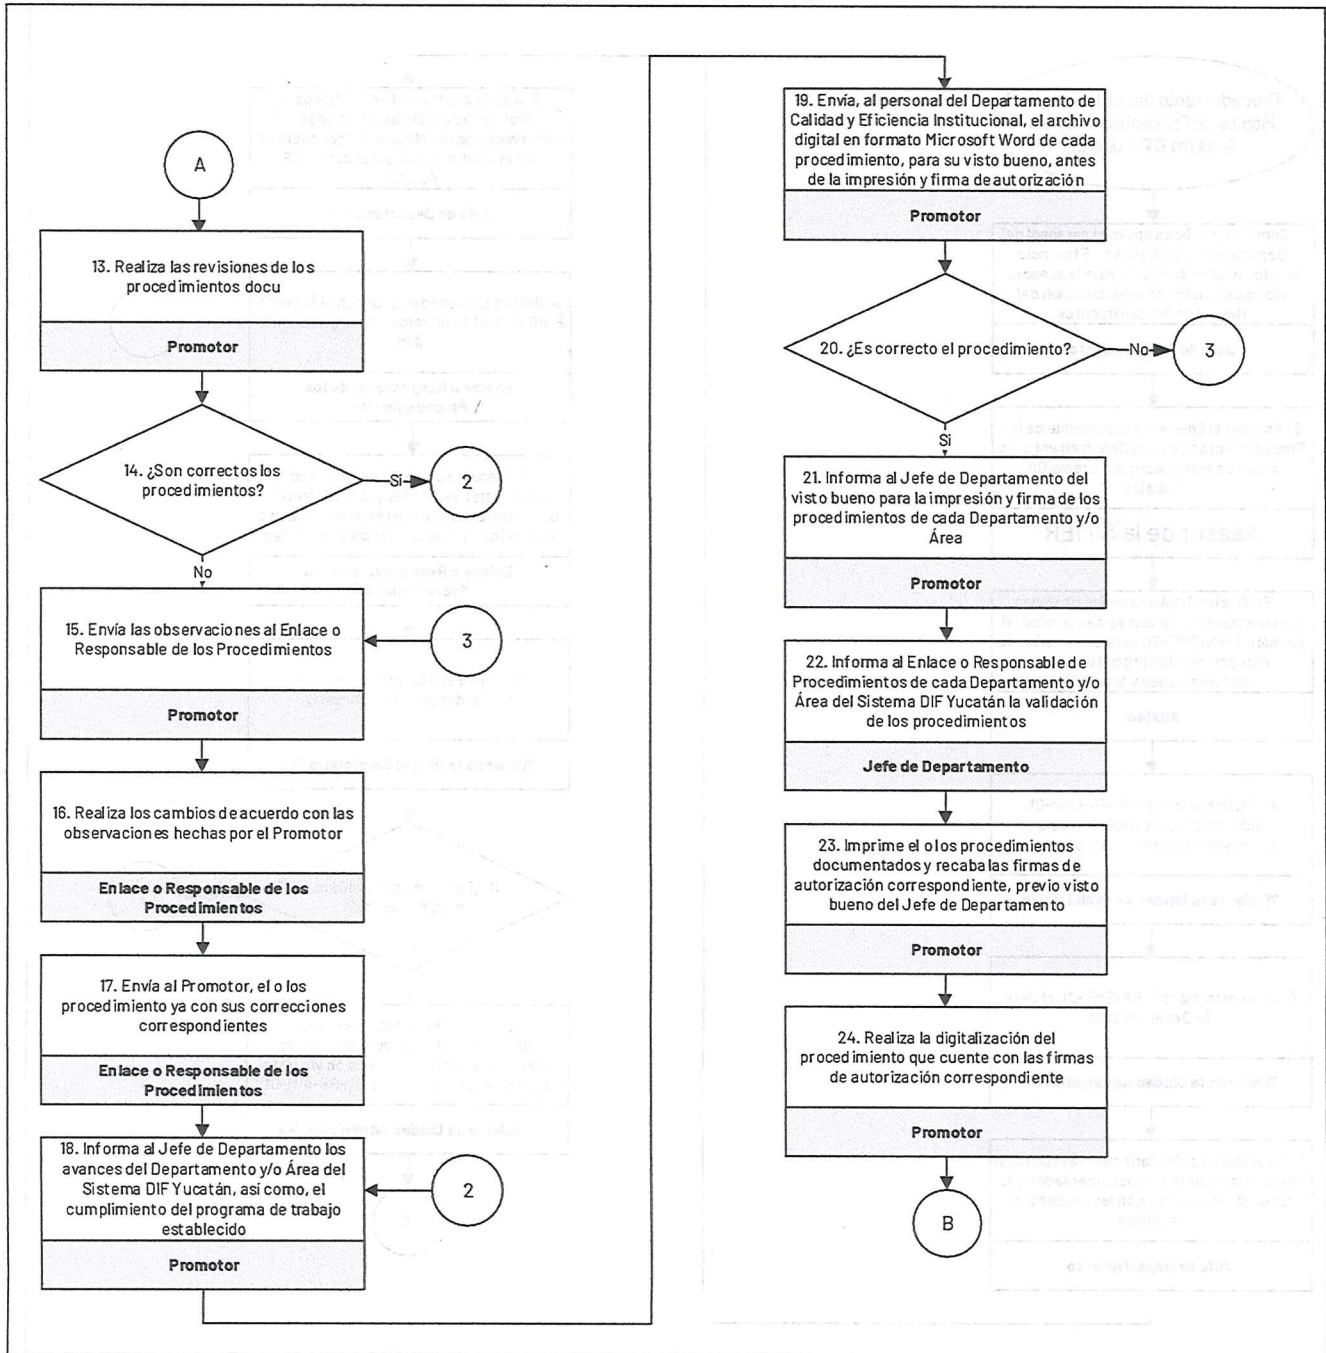 A
13. Realiza las revisiones de los
procedimientos docu
Promotor
14. ¿Son correctos los
procedimientos?
Sí
2
No
15. Envía las observaciones al Enlace o
Responsable de los Procedimientos
3
Promotor
16. Realiza los cambios de acuerdo con las
observaciones hechas por el Promotor
Enlace o Responsable de los
Procedimientos
17. Envía al Promotor, el o los
procedimiento ya con sus correcciones
correspondientes
Enlace o Responsable de los
Procedimientos
18. Informa al Jefe de Departamento los
avances del Departamento y/o Área del
Sistema DIF Yucatán, así como, el
cumplimiento del programa de trabajo
establecido
2
Promotor
19. Envía, al personal del Departamento de
Calidad y Eficiencia Institucional, el archivo
digital en formato Microsoft Word de cada
procedimiento, para su visto bueno, antes
de la impresión y firma de autorización
Promotor
20. ¿Es correcto el procedimiento?
No
3
Si
21. Informa al Jefe de Departamento del
visto bueno para la impresión y firma de los
procedimientos de cada Departamento y/o
Área
Promotor
22. Informa al Enlace o Responsable de
Procedimientos de cada Departamento y/o
Área del Sistema DIF Yucatán la validación
de los procedimientos
Jefe de Departamento
23. Imprime el o los procedimientos
documentados y recaba las firmas de
autorización correspondiente, previo visto
bueno del Jefe de Departamento
Promotor
24. Realiza la digitalización del
procedimiento que cuente con las firmas
de autorización correspondiente
Promotor
B